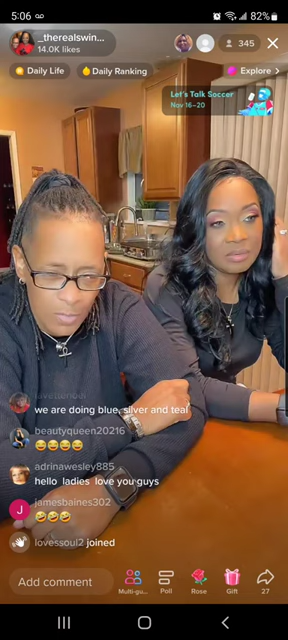 5:06
82%
_therealswin...
14.0K likes
345
Daily Life
Daily Ranking
Explore >
Let's Talk Soccer
Nov 16-20
we are doing blue, silver and teal
beautyqueen20216
😂😂😂😂
adrinawesley885
hello ladies love you guys
J
jamesbaines302
🤣🤣🤣
lovessoul2 joined
Add comment
Multi-gu...
Poll
Rose
Gift
27